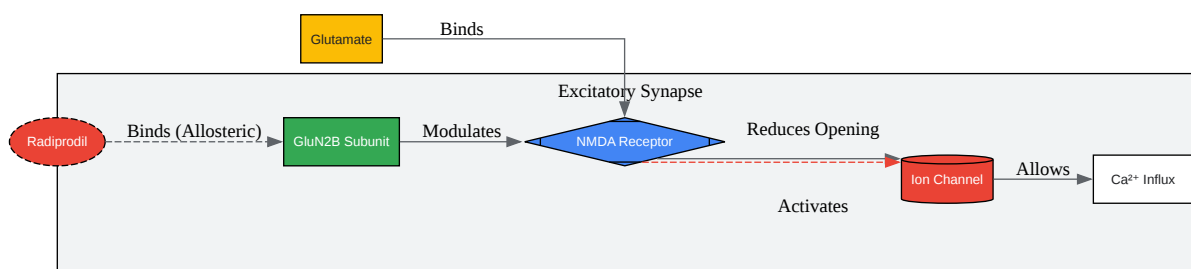 Glutamate
Binds
Excitatory Synapse
Radiprodil
Binds (Allosteric)
GluN2B Subunit
Modulates
NMDA Receptor
Reduces Opening
Activates
Ion Channel
Allows
Ca²⁺ Influx